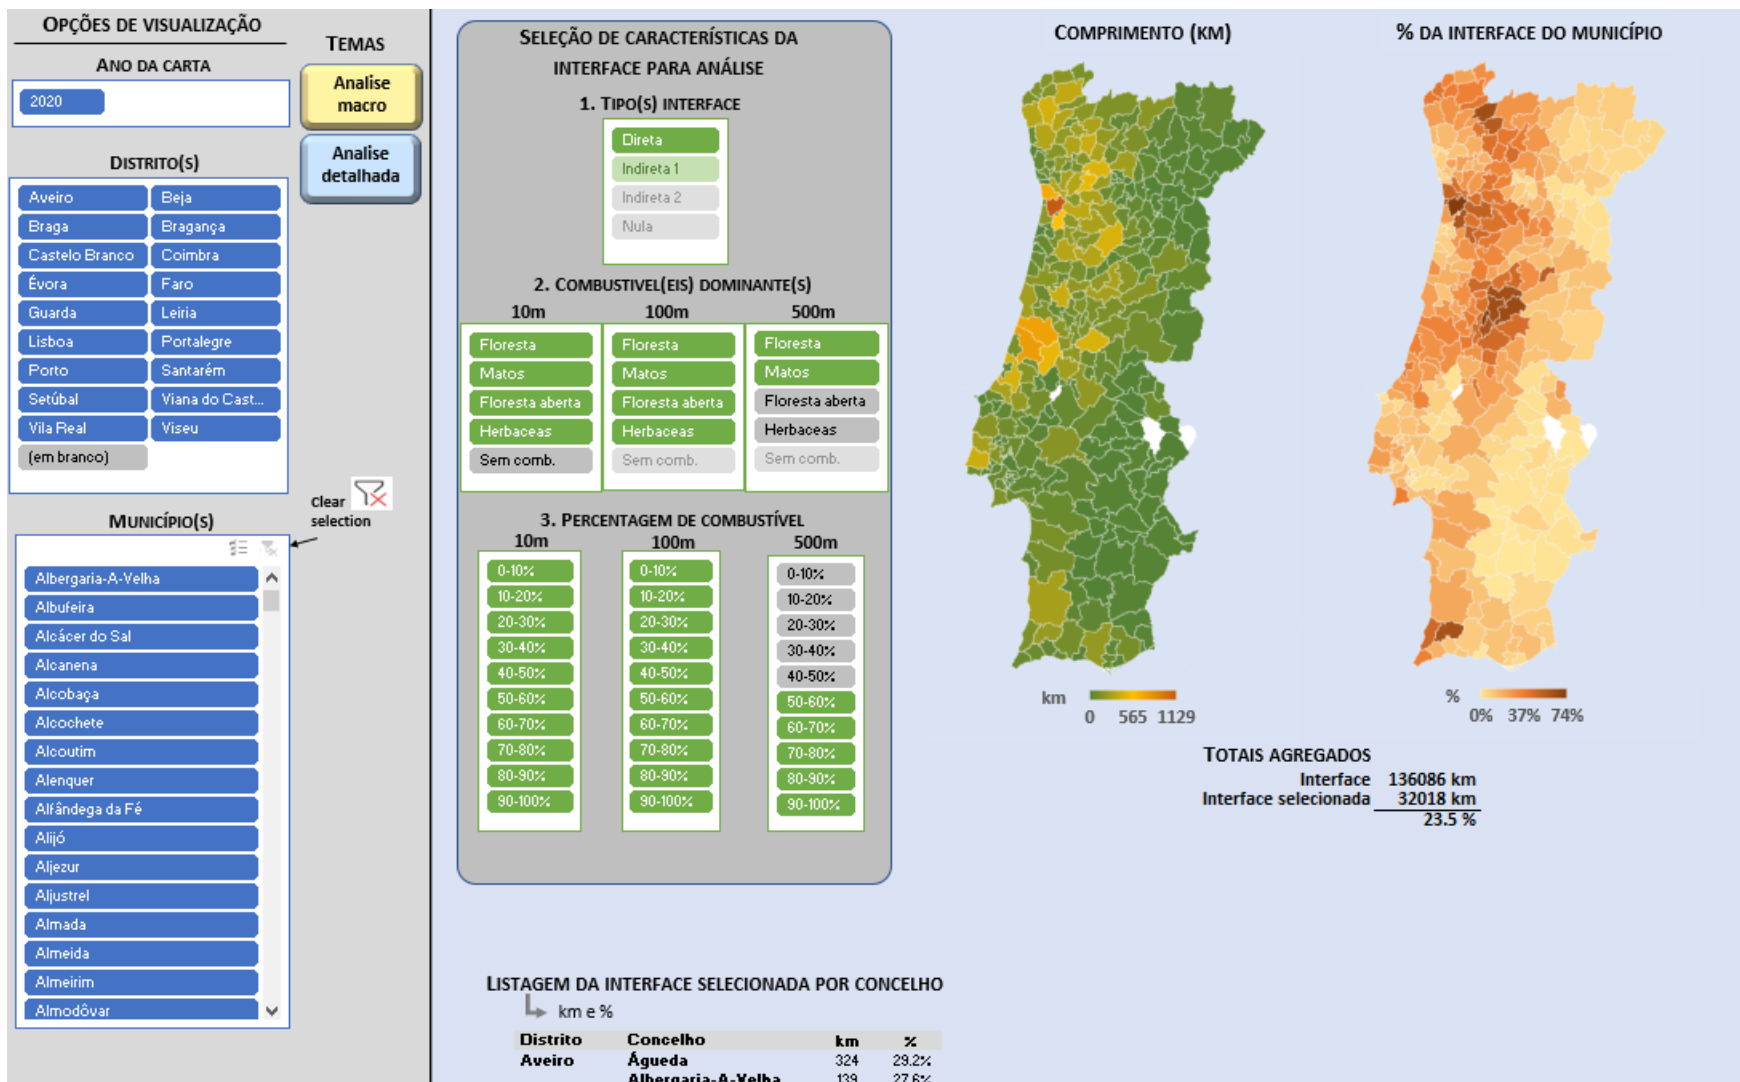 OPÇÕES DE VISUALIZAÇÃO
ANO DA CARTA
2020
DISTRITO(S)
Aveiro Beja
Braga Bragança
Castelo Branco Coimbra
Évora Faro
Guarda Leiria
Lisboa Portalegre
Porto Santarém
Setúbal Viana do Cast...
Vila Real Viseu
(em branco)
MUNICÍPIO(S)
Albergaria-A-Velha
Albufeira
Alcácer do Sal
Alcanena
Alcobaça
Alcochete
Alcoutim
Alenquer
Alfândega da Fé
Alijó
Aljezur
Aljustrel
Almada
Almeida
Almeirim
Almodôvar
TEMAS
Analise
macro
Analise
detalhada
Clear
selection
SELEÇÃO DE CARACTERÍSTICAS DA
INTERFACE PARA ANÁLISE
1. TIPO(S) INTERFACE
Direta
Indireta 1
Indireta 2
Nula
2. COMBUSTIVEL(EIS) DOMINANTE(S)
10m 100m 500m
Floresta Floresta Floresta
Matos Matos Matos
Floresta aberta Floresta aberta Floresta aberta
Herbaceas Herbaceas Herbaceas
Sem comb. Sem comb. Sem comb.
3. PERCENTAGEM DE COMBUSTÍVEL
10m 100m 500m
0-10% 0-10% 0-10%
10-20% 10-20% 10-20%
20-30% 20-30% 20-30%
30-40% 30-40% 30-40%
40-50% 40-50% 40-50%
50-60% 50-60% 50-60%
60-70% 60-70% 60-70%
70-80% 70-80% 70-80%
80-90% 80-90% 80-90%
90-100% 90-100% 90-100%
COMPRIMENTO (KM)
km
0 565 1129
% DA INTERFACE DO MUNICÍPIO
%
0% 37% 74%
TOTAIS AGREGADOS
Interface 136086 km
Interface selecionada 32018 km
23.5 %
LISTAGEM DA INTERFACE SELECIONADA POR CONCELHO
km e %
Distrito Concelho km %
Aveiro Águeda 324 29.2%
Albergaria-A-Velha 139 27.6%